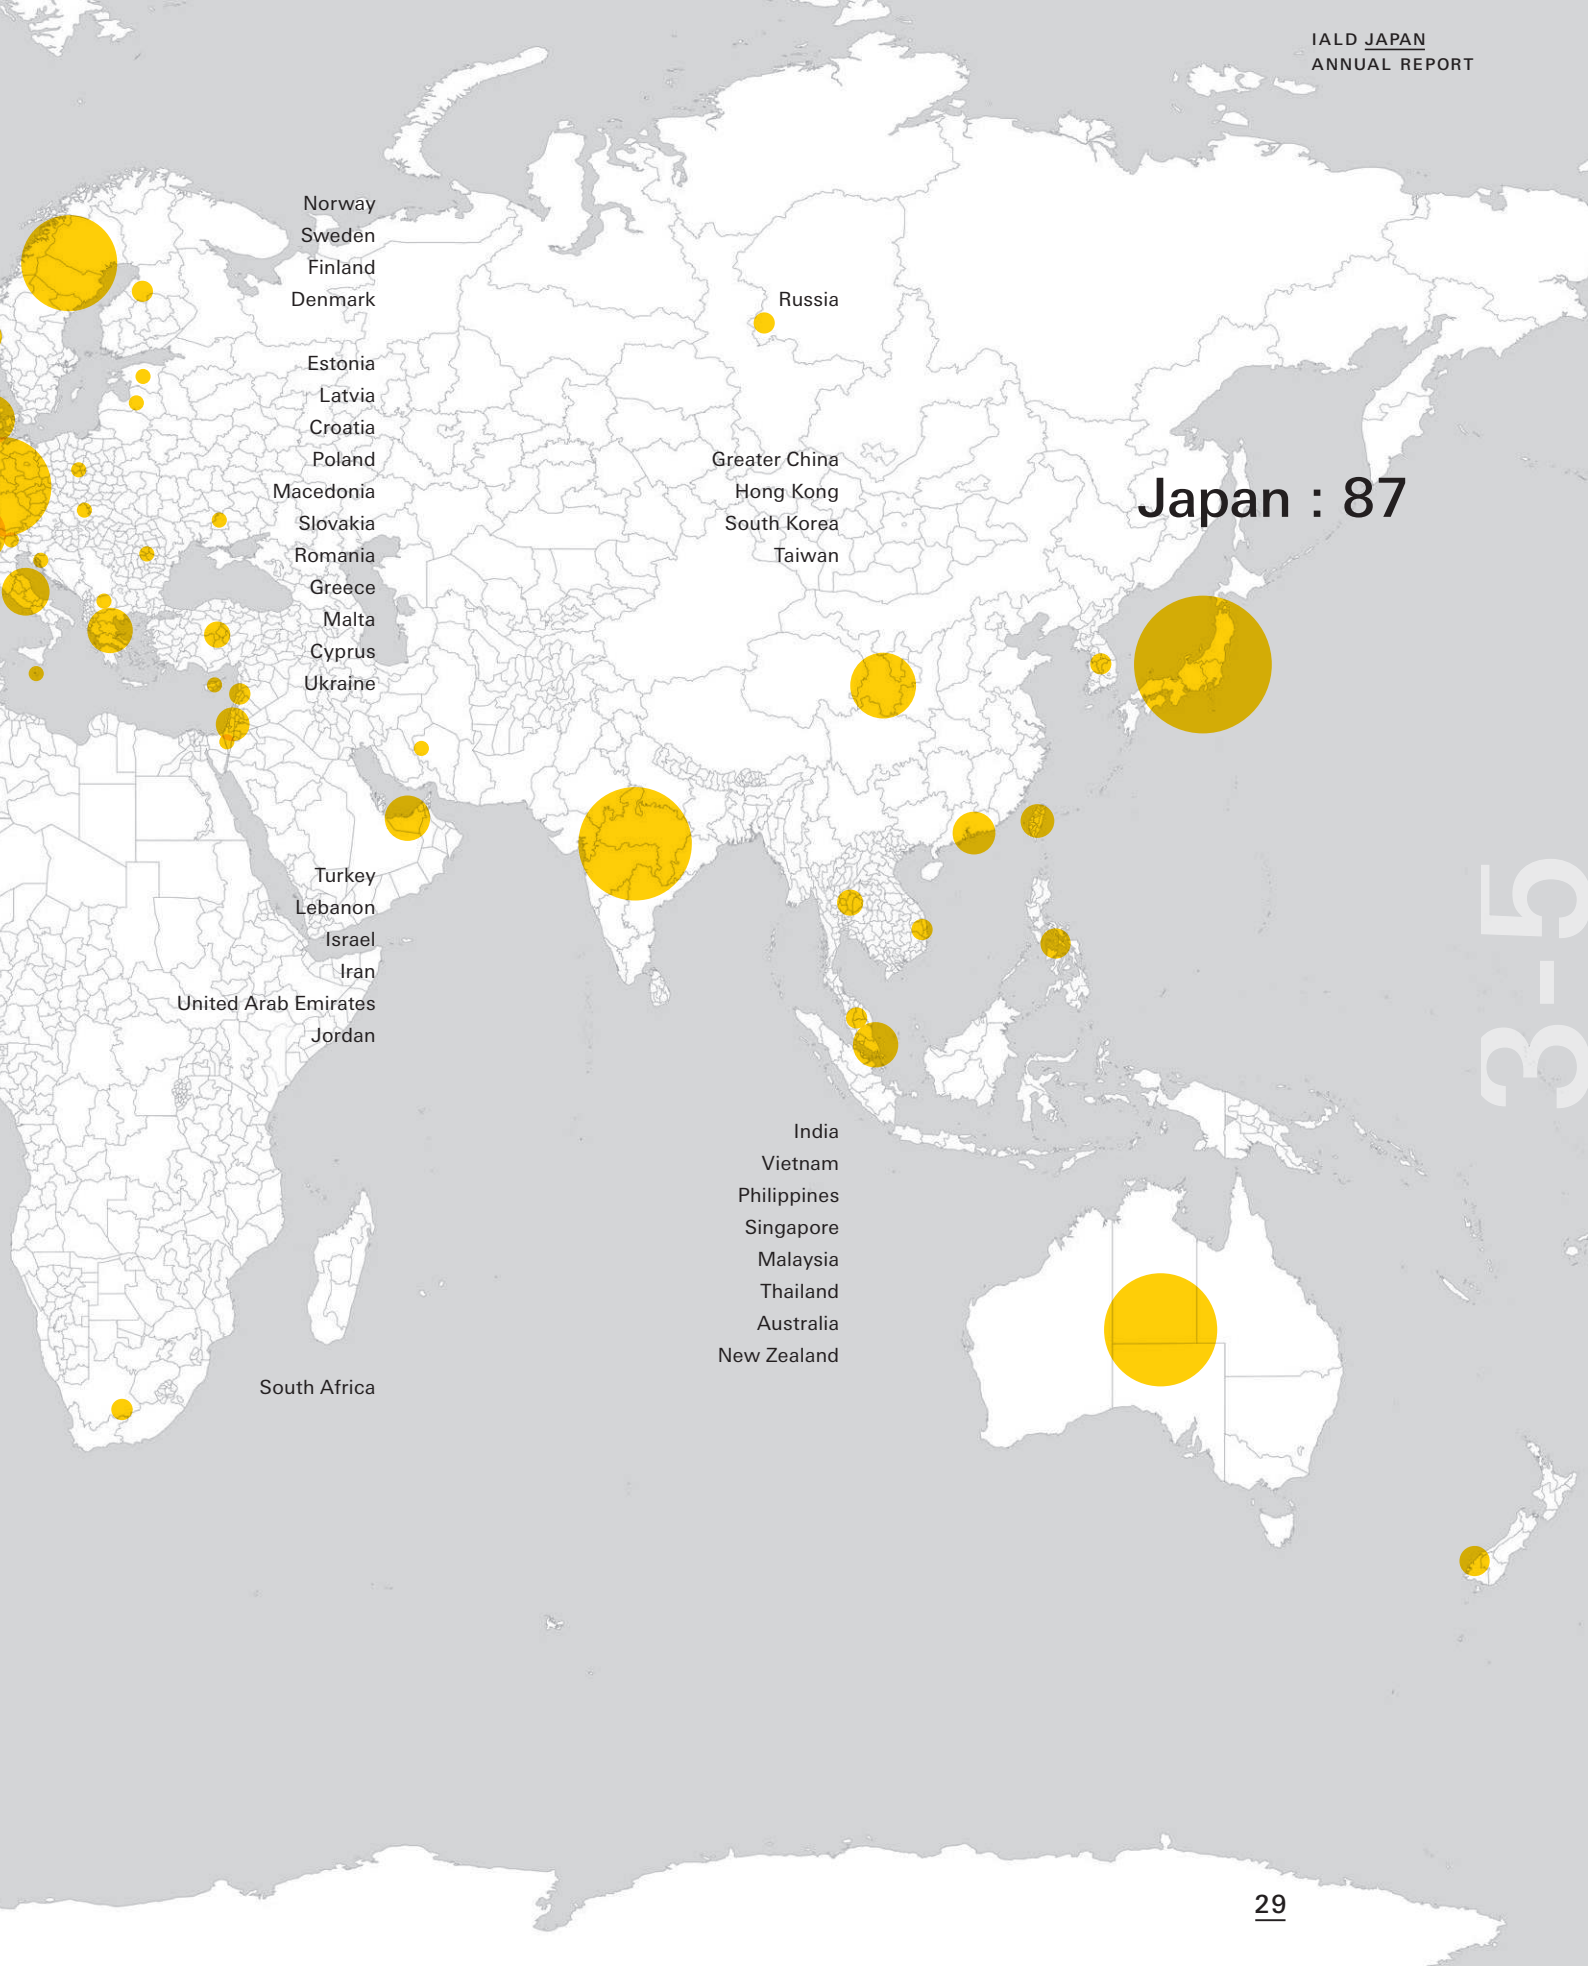 IALD JAPAN
ANNUAL REPORT
Norway
Sweden
Finland
Denmark
Estonia
Latvia
Croatia
Poland
Macedonia
Slovakia
Romania
Greece
Malta
Cyprus
Ukraine
Turkey
Lebanon
Israel
Iran
United Arab Emirates
Jordan
South Africa
Russia
Greater China
Hong Kong
South Korea
Taiwan
India
Vietnam
Philippines
Singapore
Malaysia
Thailand
Australia
New Zealand
Japan : 87
3-5
29